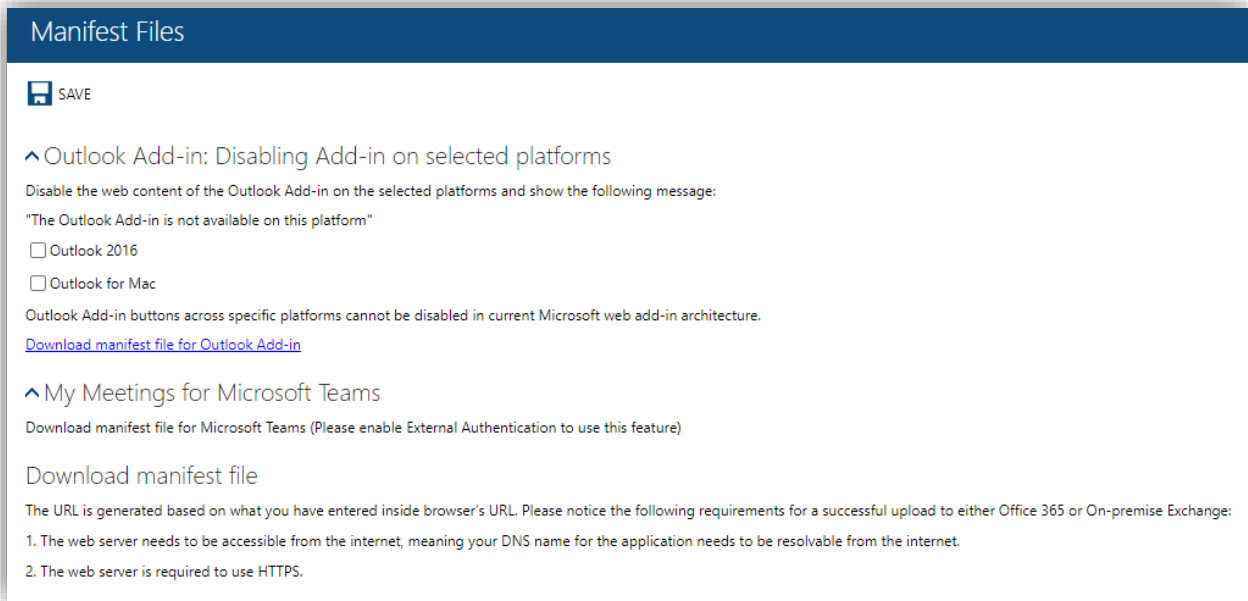 Manifest Files
SAVE
Outlook Add-in: Disabling Add-in on selected platforms
Disable the web content of the Outlook Add-in on the selected platforms and show the following message:
"The Outlook Add-in is not available on this platform"
Outlook 2016
Outlook for Mac
Outlook Add-in buttons across specific platforms cannot be disabled in current Microsoft web add-in architecture.
Download manifest file for Outlook Add-in
My Meetings for Microsoft Teams
Download manifest file for Microsoft Teams (Please enable External Authentication to use this feature)
Download manifest file
The URL is generated based on what you have entered inside browser's URL. Please notice the following requirements for a successful upload to either Office 365 or On-premise Exchange:
1. The web server needs to be accessible from the internet, meaning your DNS name for the application needs to be resolvable from the internet.
2. The web server is required to use HTTPS.